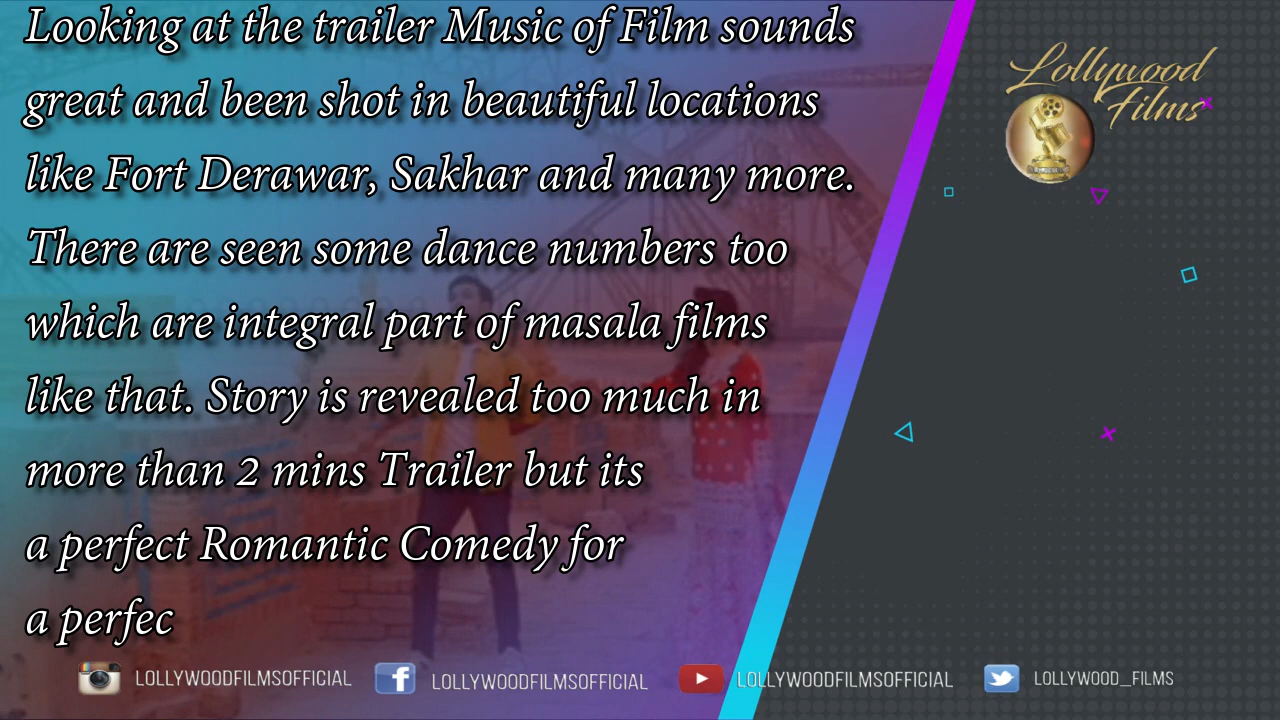 Looking at the trailer Music of Film sounds
great and been shot in beautiful locations
like Fort Derawar, Sakhar and many more.
There are seen some dance numbers too
which are integral part of masala films
like that. Story is revealed too much in
more than 2 mins Trailer but its
a perfect Romantic Comedy for
a perfec
Lollywood
Films
LOLLYWOODFILMSOFFICIAL LOLLYWOODFILMSOFFICIAL LOLLYWOODFILMSOFFICIAL LOLLYWOOD_FILMS